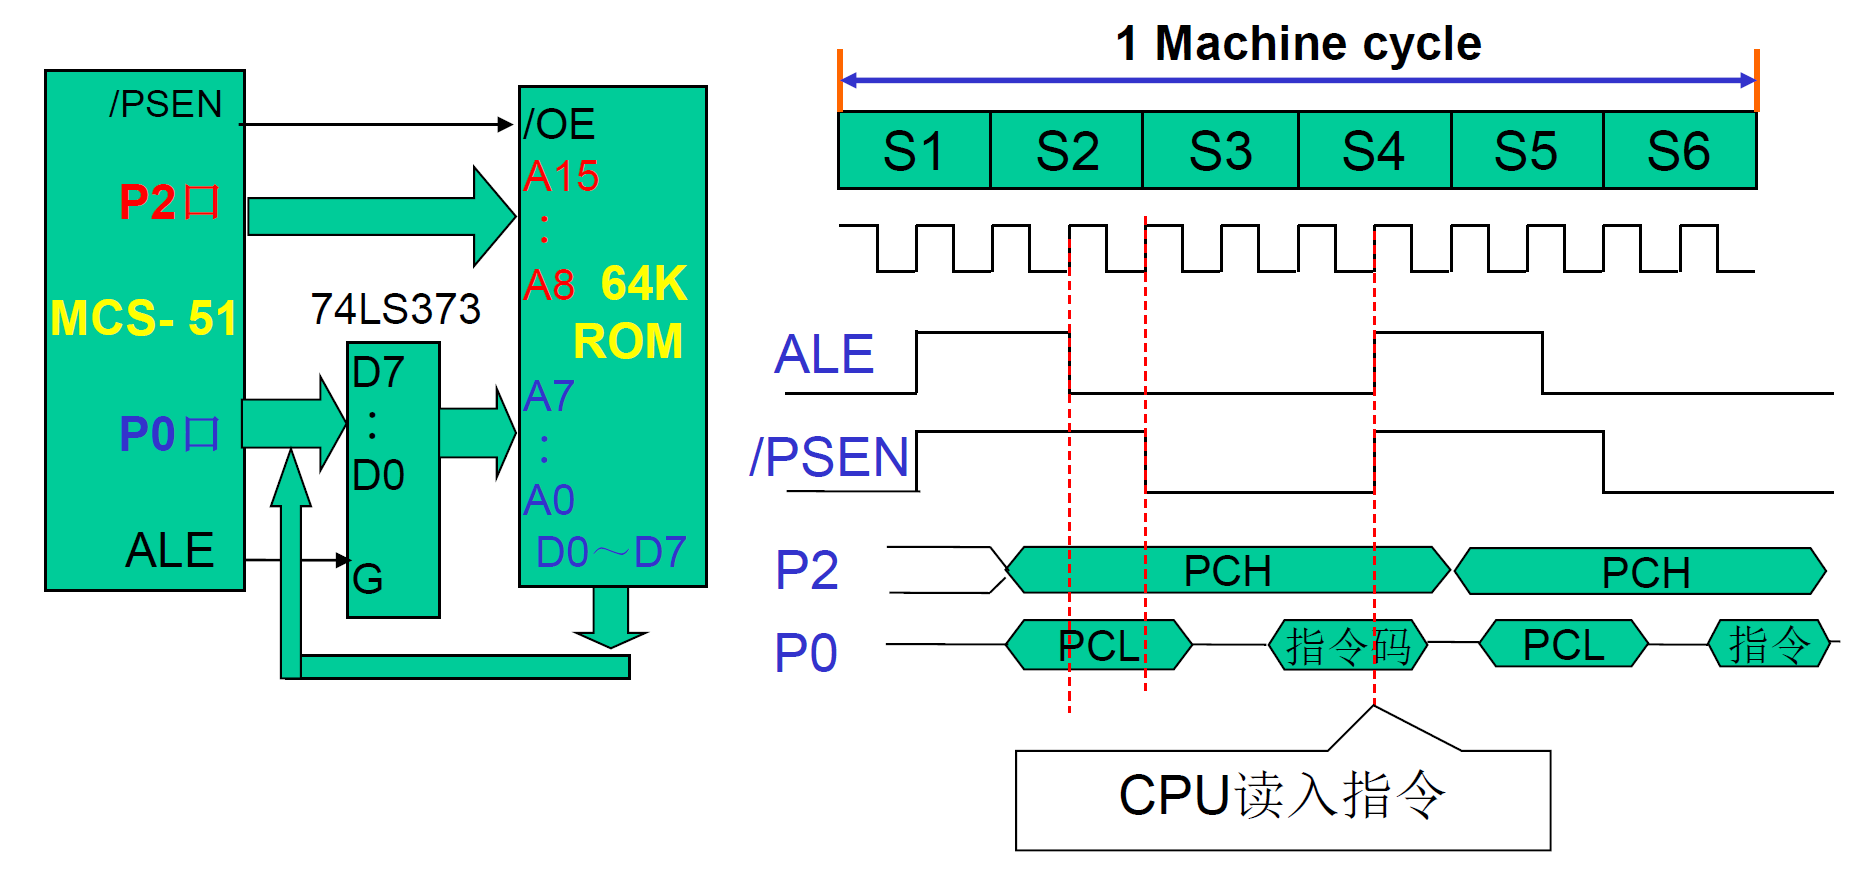 /PSEN
P2口
MCS- 51
P0口
ALE
74LS373
D7
:
D0
G
/OE
A15
:
A8
64K
ROM
A7
:
A0
D0～D7
1 Machine cycle
S1 S2 S3 S4 S5 S6
ALE
/PSEN
P2 PCH PCH
P0 PCL 指令码 PCL 指令
CPU读入指令